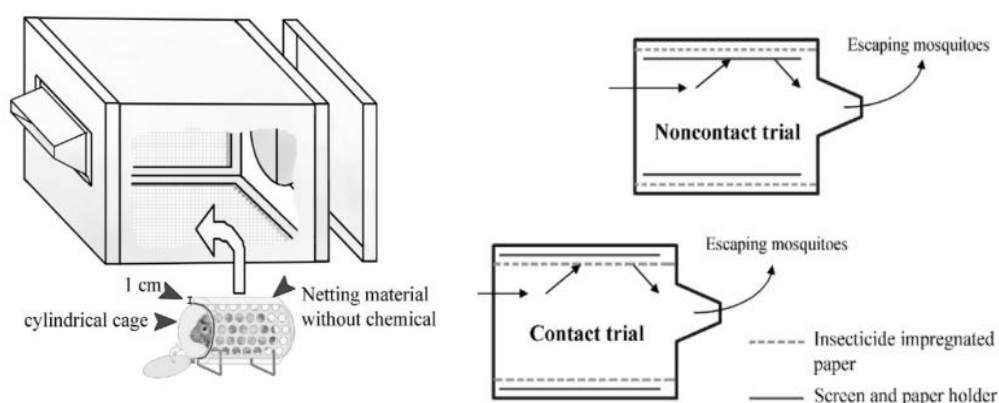 1 cm
cylindrical cage
Netting material
without chemical
Escaping mosquitoes
Noncontact trial
Escaping mosquitoes
Contact trial
Insecticide impregnated
paper
Screen and paper holder